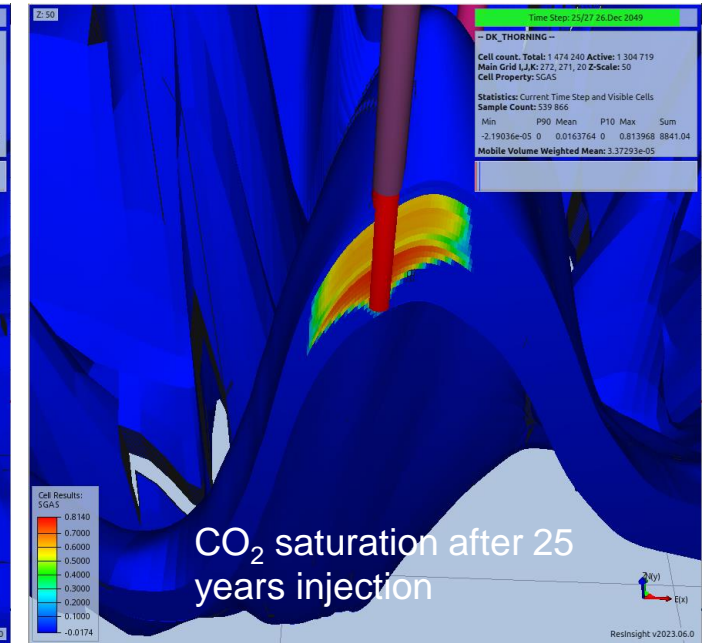 Z: 50
Time Step: 25/27 26.Dec 2049
-- DK_THORNING --
Cell count. Total: 1 474 240 Active: 1 304 719
Main Grid I,J,K: 272, 271, 20 Z-Scale: 50
Cell Property: SGAS
Statistics: Current Time Step and Visible Cells
Sample Count: 539 866
Min P90 Mean P10 Max Sum
-2.19036e-05 0 0.0163764 0 0.813968 8841.04
Mobile Volume Weighted Mean: 3.37293e-05
Cell Results:
SGAS
0.8140
0.7000
0.6000
0.5000
0.4000
0.3000
0.2000
0.1000
-0.0174
CO₂ saturation after 25
years injection
N(y)
E(x)
ResInsight v2023.06.0